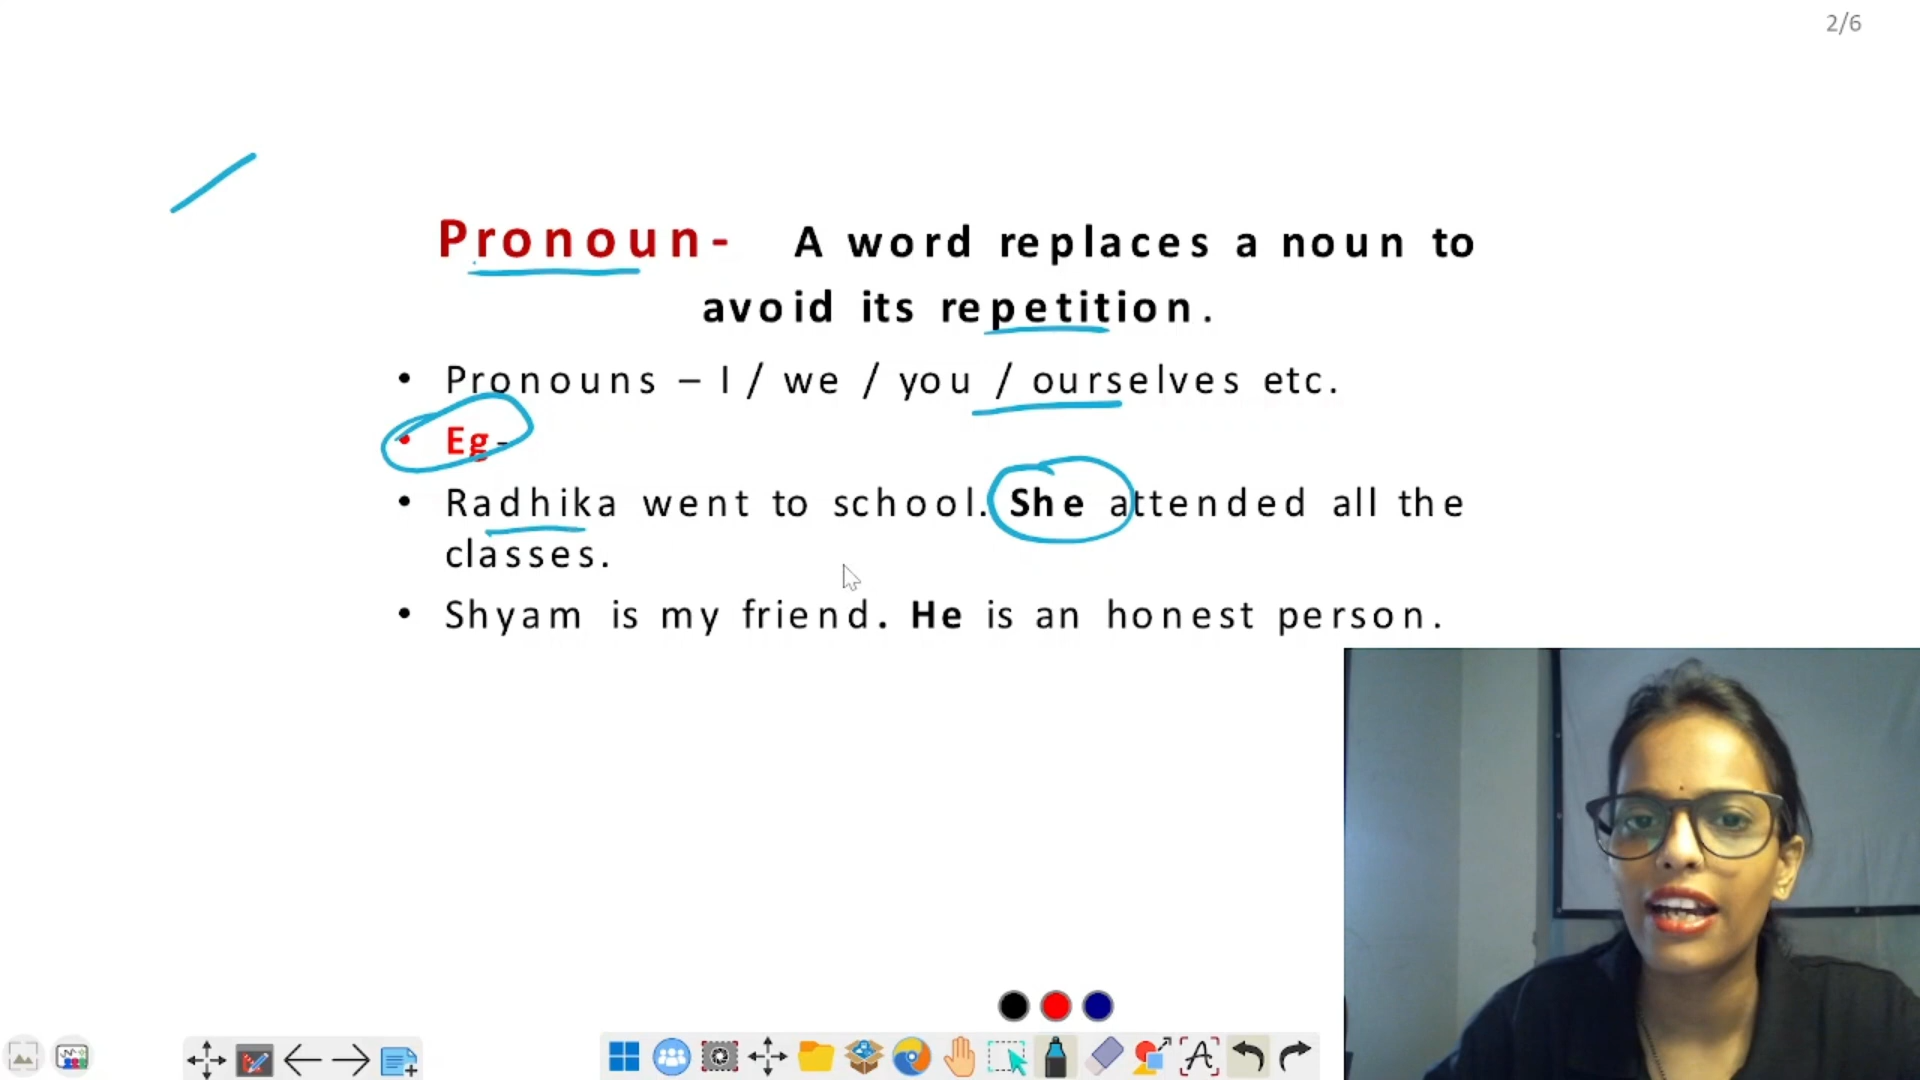 2/6
Pronoun- A word replaces a noun to
avoid its repetition.
• Pronouns – I / we / you / ourselves etc.
• Eg-
• Radhika went to school. She attended all the
classes.
• Shyam is my friend. He is an honest person.